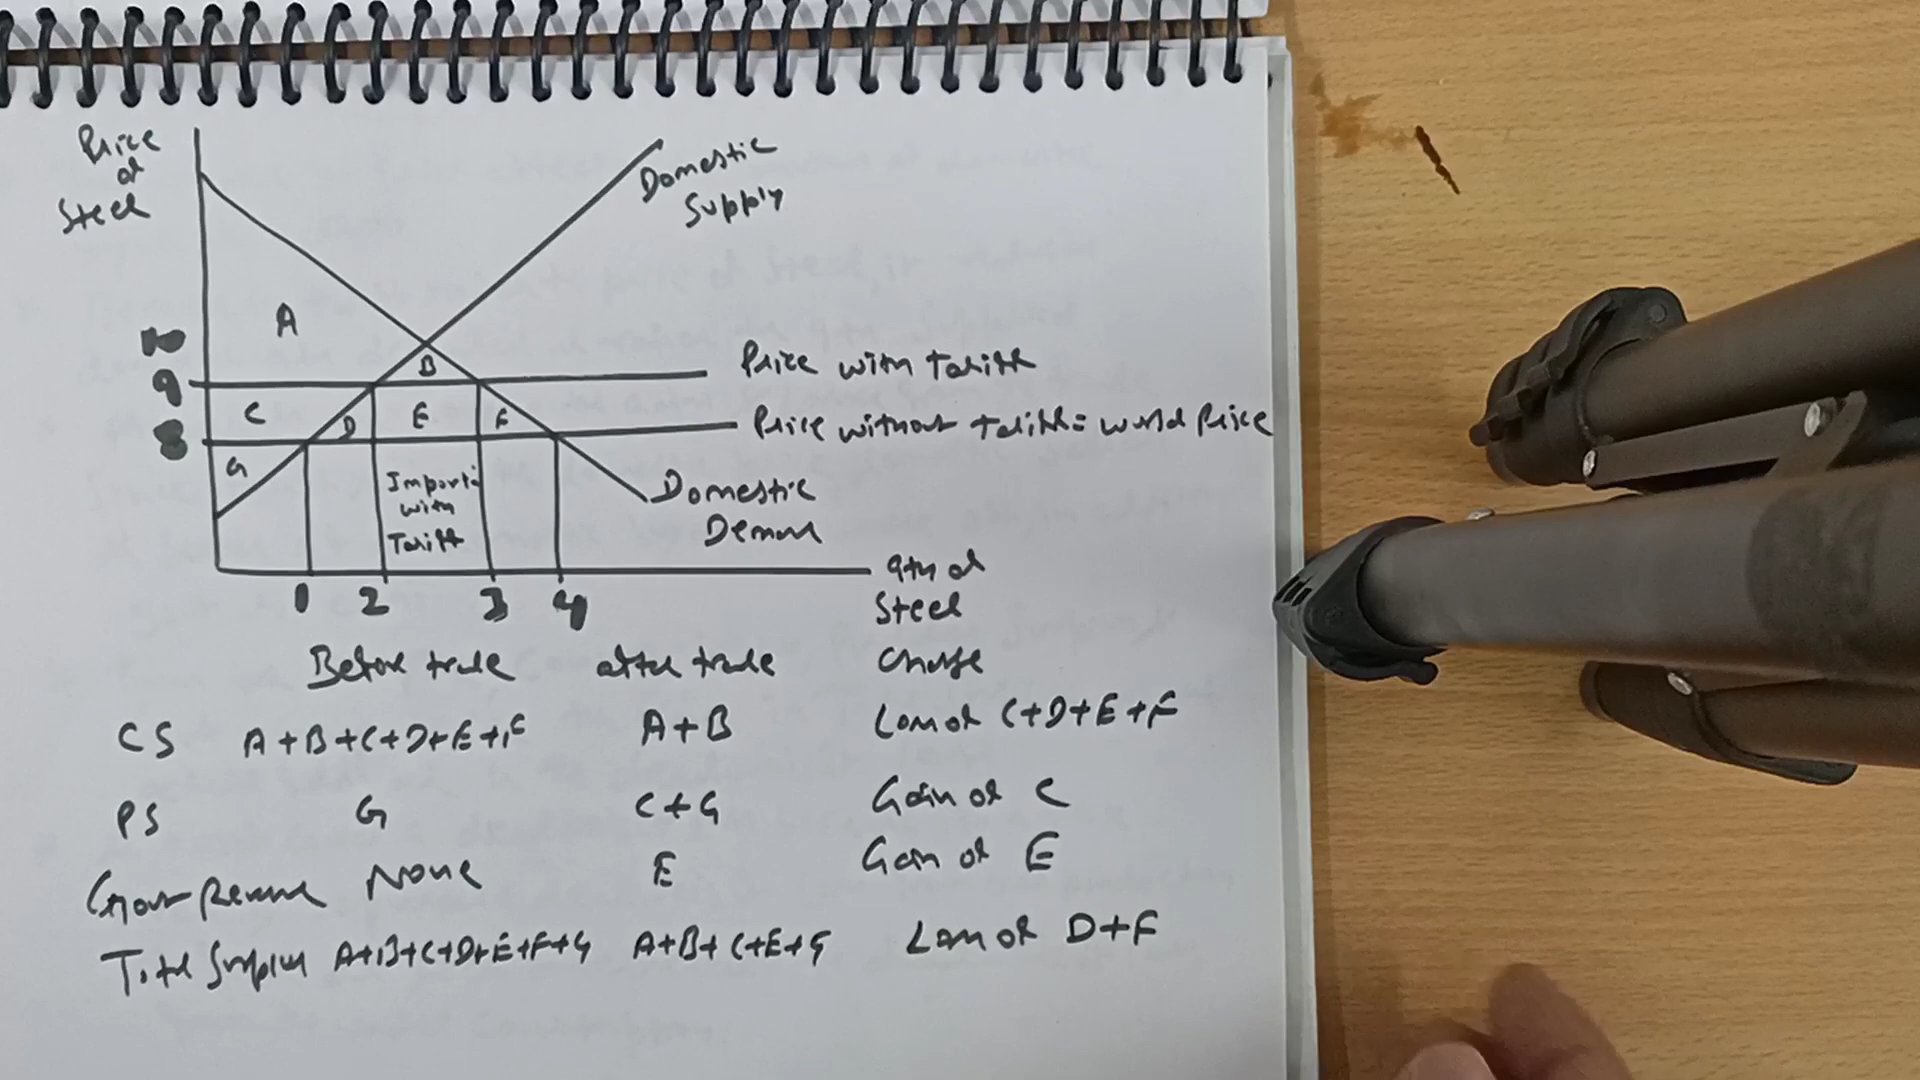 Price
of
Steel
Domestic
Supply
A
10
B
9
Price with Tariff
C
D
E
F
8
Price without tariff = world Price
G
Import
with
Tariff
Domestic
Demand
qty of
Steel
1 2 3 4
Before trade after trade Change
CS A+B+C+D+E+F A+B Loss of C+D+E+F
PS G C+G Gain of C
Govt Revenue None E Gain of E
Total Surplus A+B+C+D+E+F+G A+B+C+E+G Loss of D+F